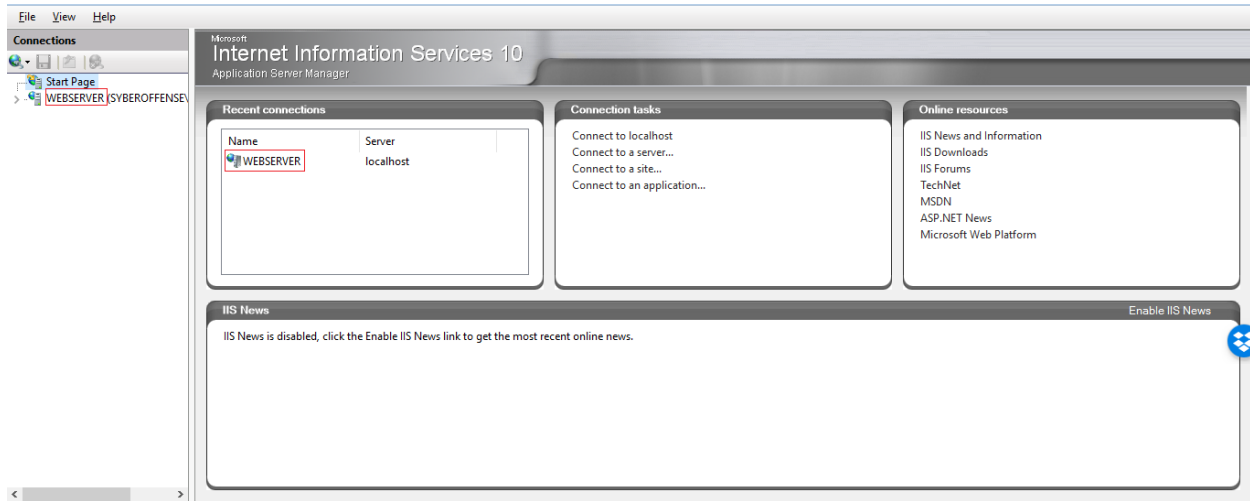 File View Help
Connections
Start Page
WEBSERVER (SYBEROFFENSE\
Microsoft
Internet Information Services 10
Application Server Manager
Recent connections
Name Server
WEBSERVER localhost
Connection tasks
Connect to localhost
Connect to a server...
Connect to a site...
Connect to an application...
Online resources
IIS News and Information
IIS Downloads
IIS Forums
TechNet
MSDN
ASP.NET News
Microsoft Web Platform
IIS News Enable IIS News
IIS News is disabled, click the Enable IIS News link to get the most recent online news.